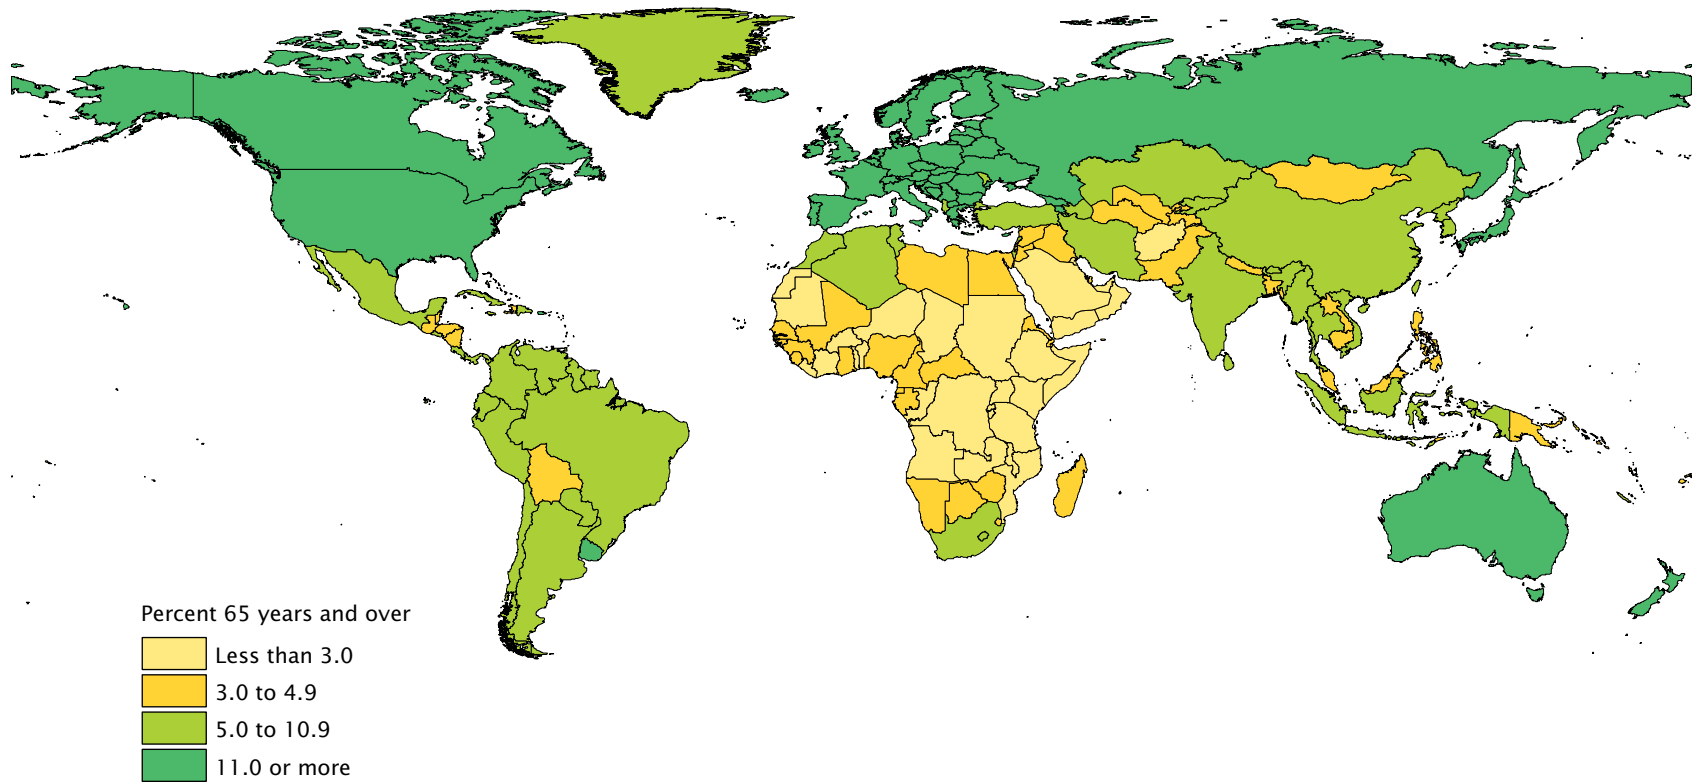 Percent 65 years and over
Less than 3.0
3.0 to 4.9
5.0 to 10.9
11.0 or more